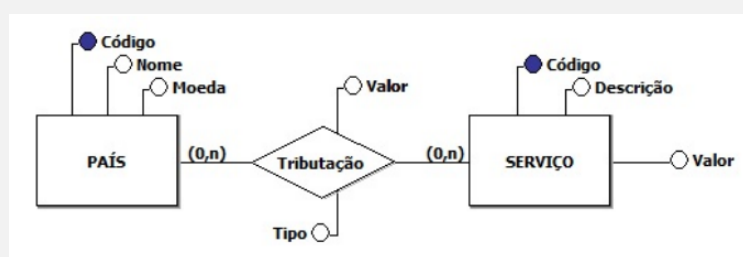 Código
Nome
Moeda
PAÍS
(0,n)
Valor
Tributação
Tipo
(0,n)
Código
Descrição
SERVIÇO
Valor